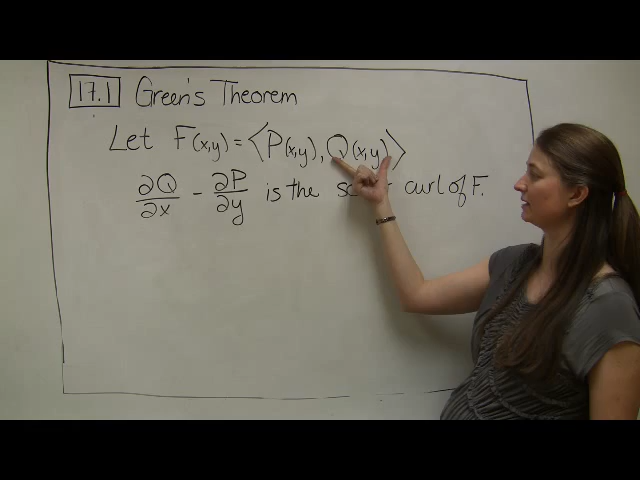 17.1 Green's Theorem
Let F(x,y) = ⟨P(x,y), Q(x,y)⟩
∂Q/∂x − ∂P/∂y is the curl of F.